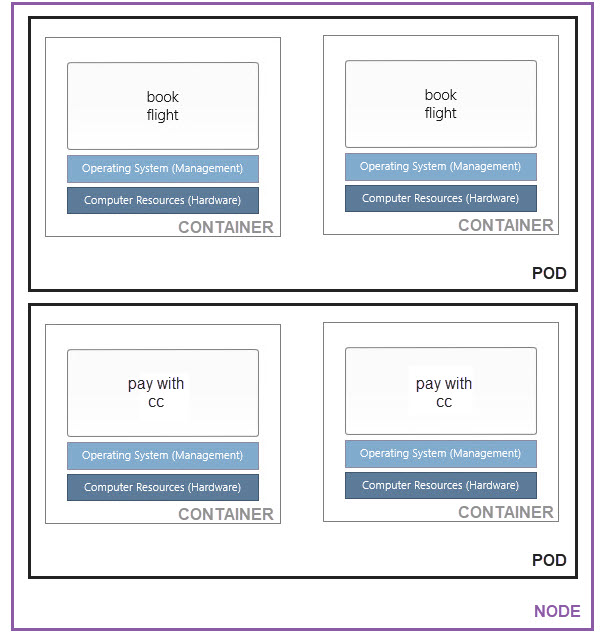 book
flight
Operating System (Management)
Computer Resources (Hardware)
CONTAINER
book
flight
Operating System (Management)
Computer Resources (Hardware)
CONTAINER
POD
pay with
cc
Operating System (Management)
Computer Resources (Hardware)
CONTAINER
pay with
cc
Operating System (Management)
Computer Resources (Hardware)
CONTAINER
POD
NODE